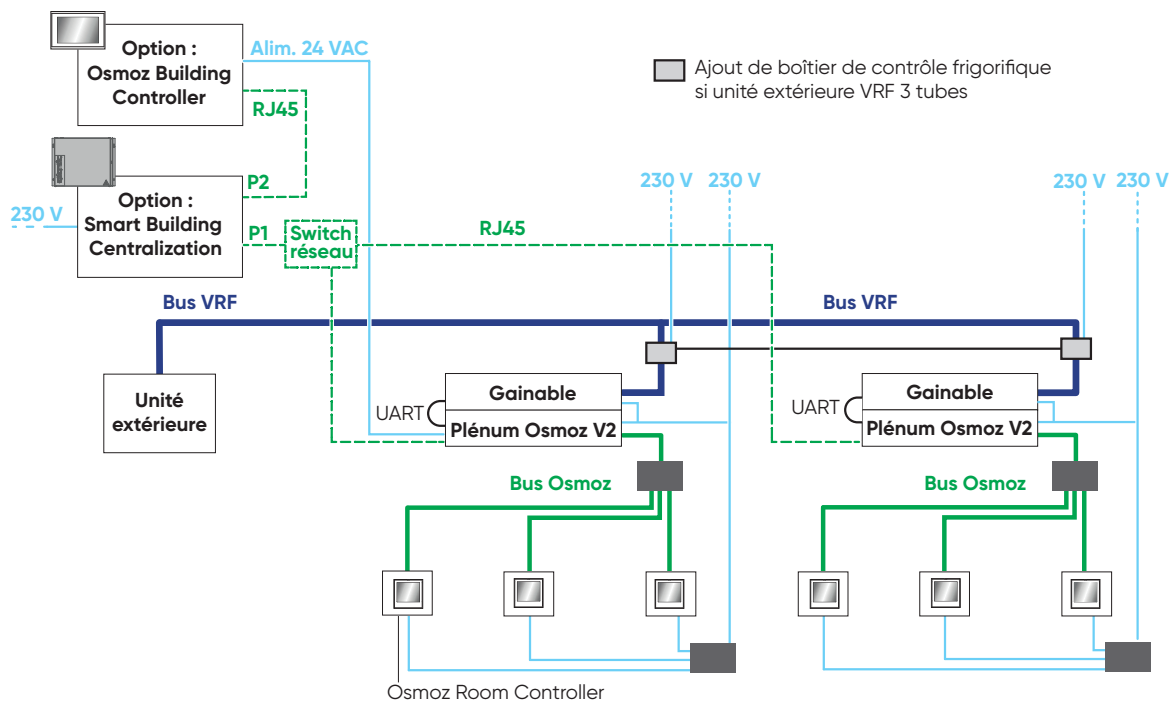 Option :
Osmoz Building
Controller
Alim. 24 VAC
RJ45
Ajout de boîtier de contrôle frigorifique
si unité extérieure VRF 3 tubes
230 V
Option :
Smart Building
Centralization
P2
P1
Switch
réseau
RJ45
230 V
230 V
230 V
230 V
Bus VRF
Bus VRF
Unité
extérieure
UART
Gainable
Plénum Osmoz V2
UART
Gainable
Plénum Osmoz V2
Bus Osmoz
Bus Osmoz
Osmoz Room Controller